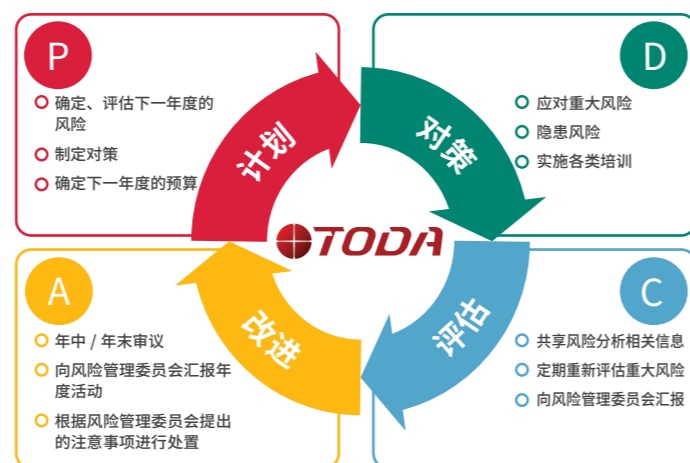 P
确定、评估下一年度的
风险
制定对策
确定下一年度的预算
计划
D
应对重大风险
隐患风险
实施各类培训
对策
TODA
A
年中 / 年末审议
向风险管理委员会汇报年
度活动
根据风险管理委员会提出
的注意事项进行处置
改进
C
共享风险分析相关信息
定期重新评估重大风险
向风险管理委员会汇报
评估